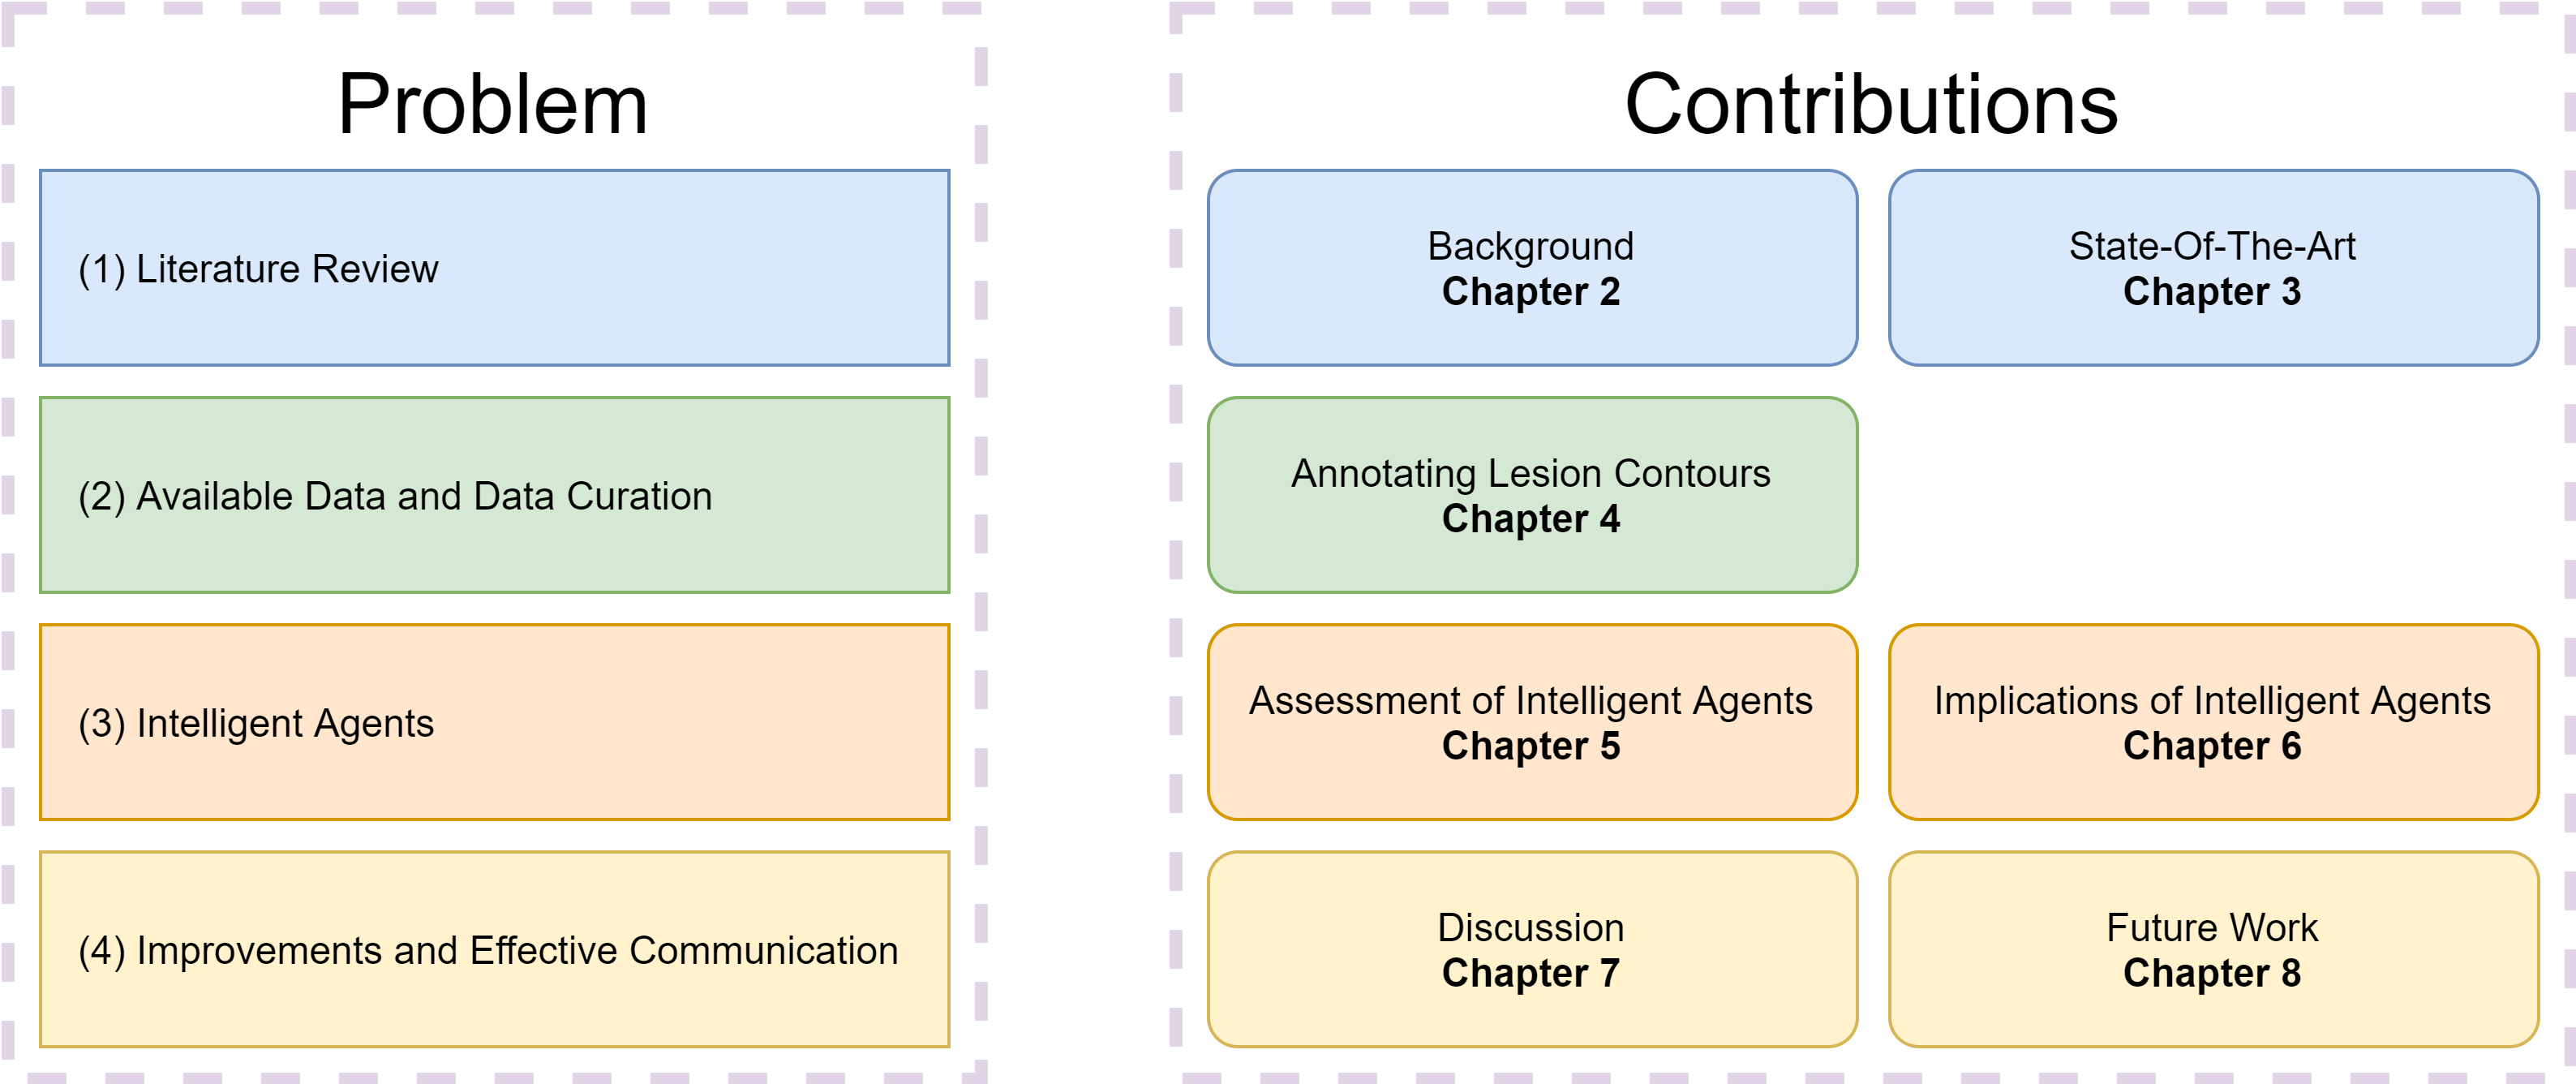 Problem
(1) Literature Review
(2) Available Data and Data Curation
(3) Intelligent Agents
(4) Improvements and Effective Communication
Contributions
Background
Chapter 2
State-Of-The-Art
Chapter 3
Annotating Lesion Contours
Chapter 4
Assessment of Intelligent Agents
Chapter 5
Implications of Intelligent Agents
Chapter 6
Discussion
Chapter 7
Future Work
Chapter 8